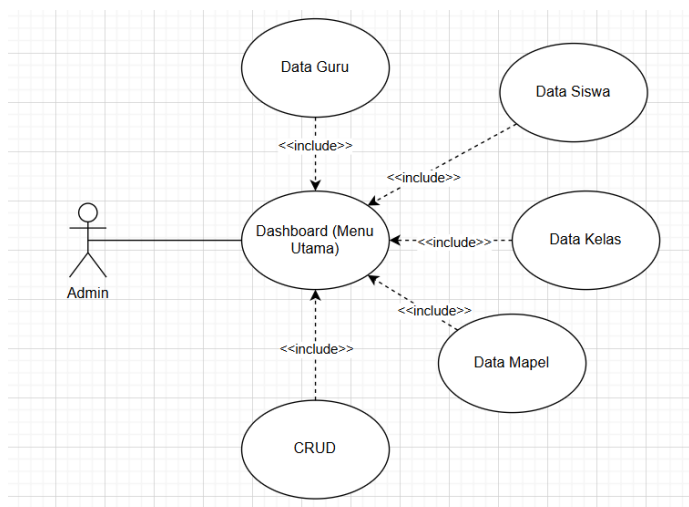 Data Guru
Data Siswa
<<include>>
<<include>>
Dashboard (Menu
Utama)
<<include>>
Data Kelas
Admin
<<include>>
<<include>>
Data Mapel
CRUD